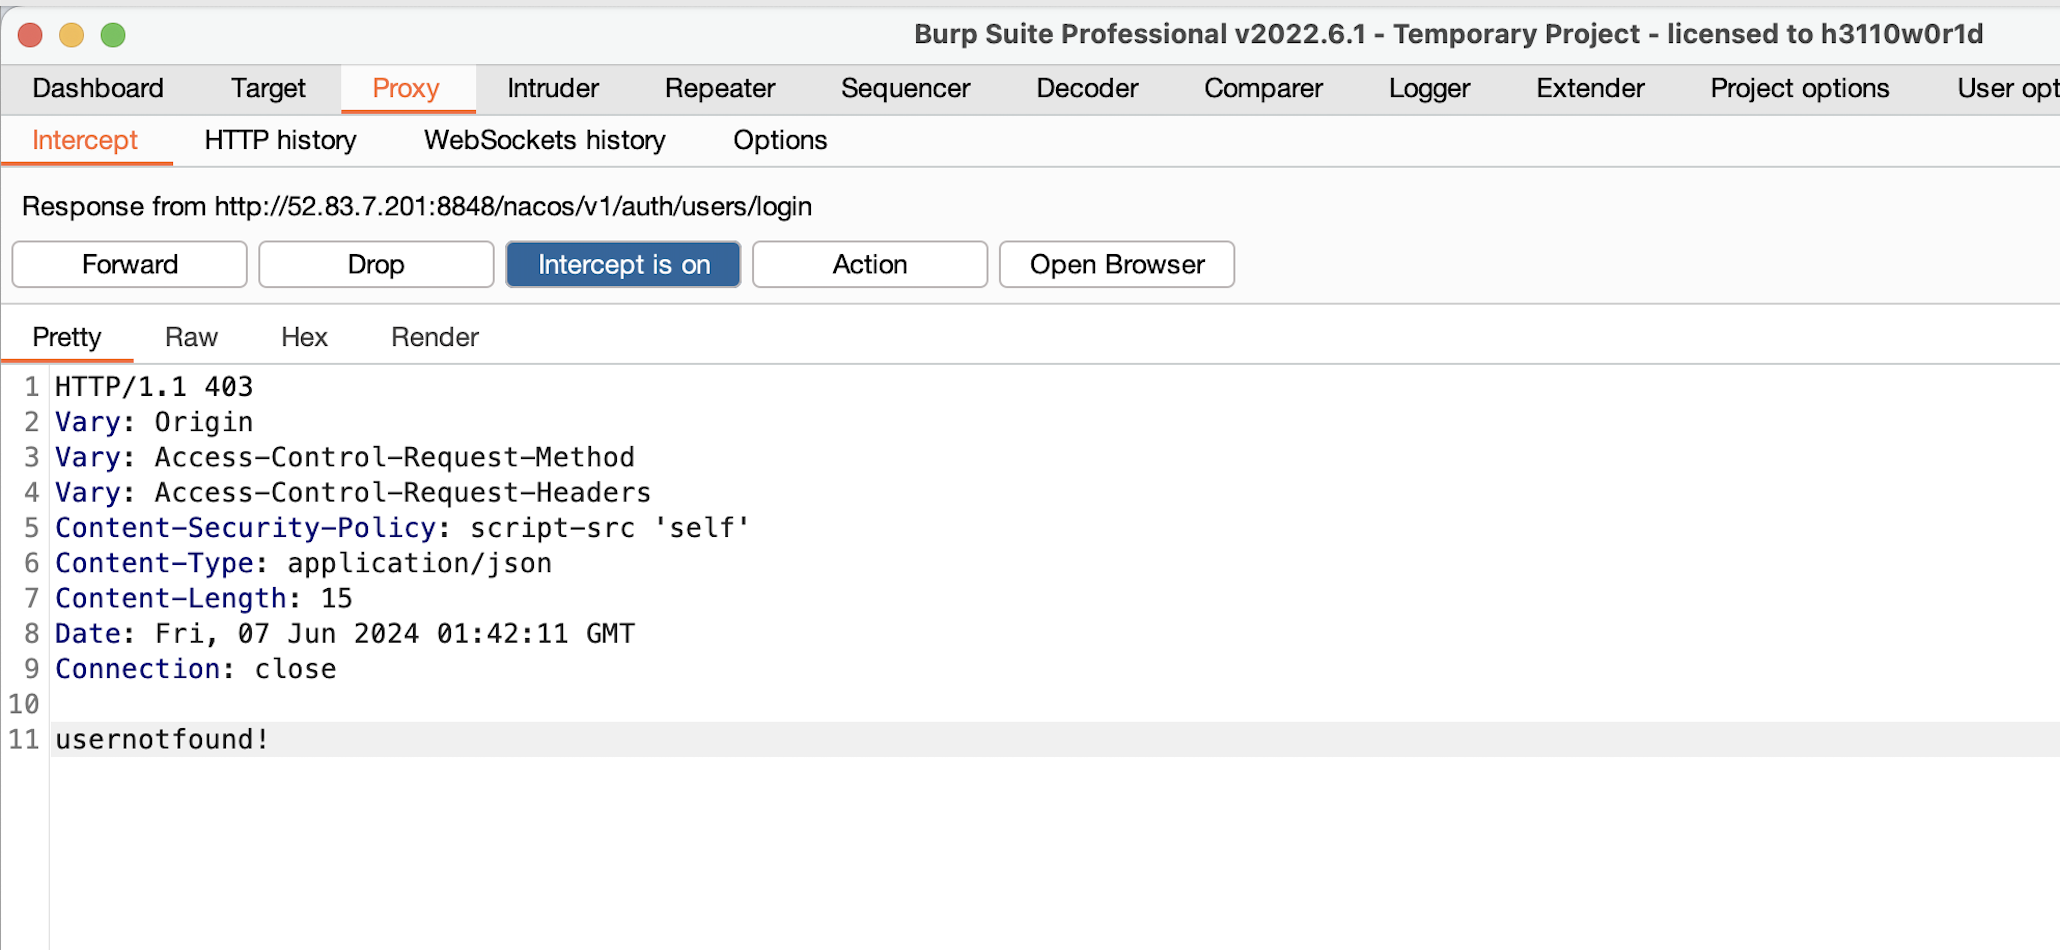 Burp Suite Professional v2022.6.1 - Temporary Project - licensed to h3110w0r1d
Dashboard Target Proxy Intruder Repeater Sequencer Decoder Comparer Logger Extender Project options User opt
Intercept HTTP history WebSockets history Options
Response from http://52.83.7.201:8848/nacos/v1/auth/users/login
Forward Drop Intercept is on Action Open Browser
Pretty Raw Hex Render
1 HTTP/1.1 403
2 Vary: Origin
3 Vary: Access-Control-Request-Method
4 Vary: Access-Control-Request-Headers
5 Content-Security-Policy: script-src 'self'
6 Content-Type: application/json
7 Content-Length: 15
8 Date: Fri, 07 Jun 2024 01:42:11 GMT
9 Connection: close
10
11 usernotfound!